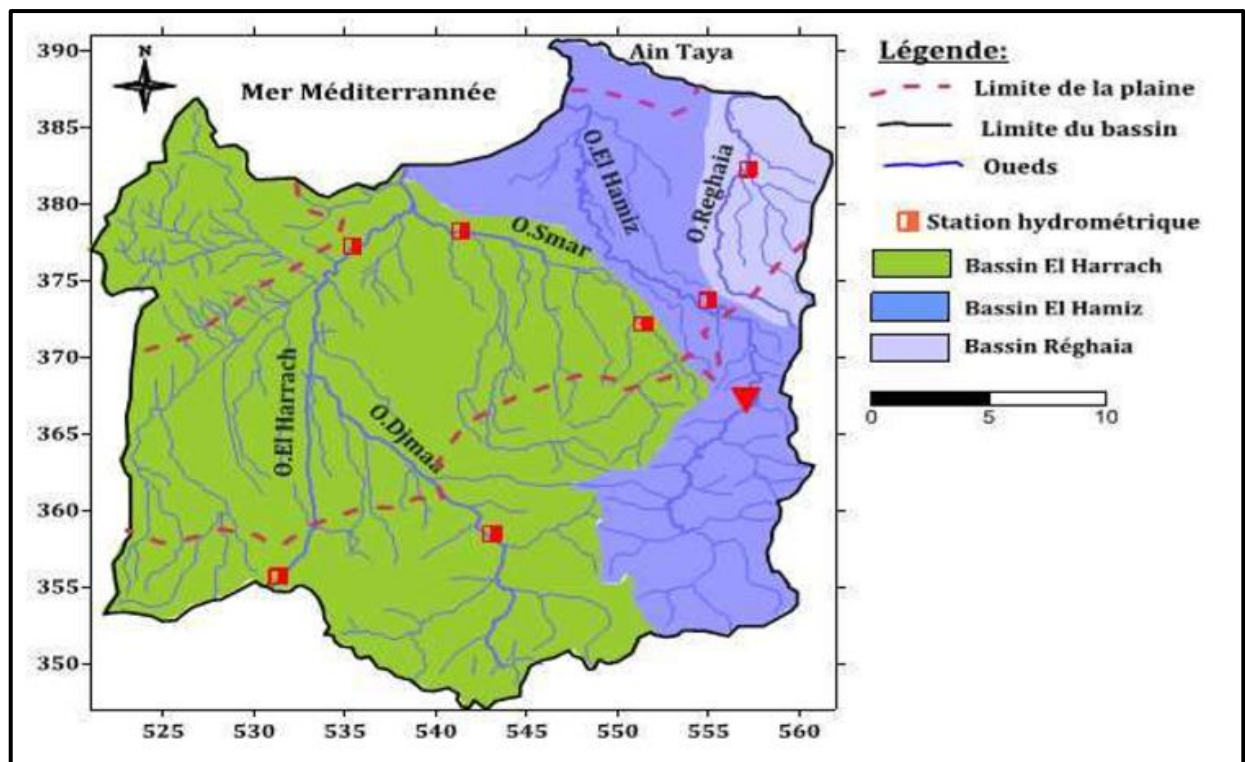 N
Ain Taya
Mer Méditerrannée
390
385
380
375
370
365
360
355
350
525
530
535
540
545
550
555
560
O.El Hamiz
O.Reghaia
O.Smar
O.El Harrach
O.Djmaa
Légende:
Limite de la plaine
Limite du bassin
Oueds
Station hydrométrique
Bassin El Harrach
Bassin El Hamiz
Bassin Réghaia
0
5
10